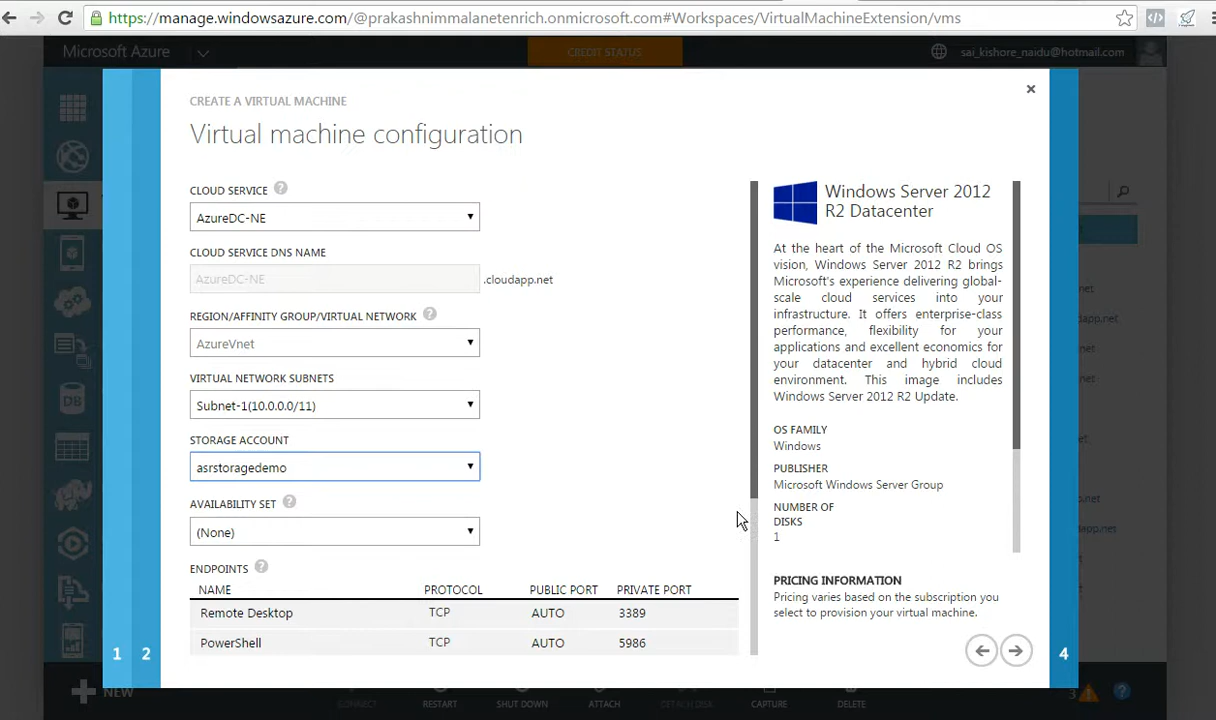 https://manage.windowsazure.com/@prakashnimmalanetenrich.onmicrosoft.com#Workspaces/VirtualMachineExtension/vms
Microsoft Azure
CREDIT STATUS
sai_kishore_naidu@hotmail.com
CREATE A VIRTUAL MACHINE
Virtual machine configuration
CLOUD SERVICE ?
AzureDC-NE
CLOUD SERVICE DNS NAME
AzureDC-NE .cloudapp.net
REGION/AFFINITY GROUP/VIRTUAL NETWORK ?
AzureVnet
VIRTUAL NETWORK SUBNETS
Subnet-1(10.0.0.0/11)
STORAGE ACCOUNT
asrstoragedemo
AVAILABILITY SET ?
(None)
ENDPOINTS ?
NAME PROTOCOL PUBLIC PORT PRIVATE PORT
Remote Desktop TCP AUTO 3389
PowerShell TCP AUTO 5986
Windows Server 2012
R2 Datacenter
At the heart of the Microsoft Cloud OS
vision, Windows Server 2012 R2 brings
Microsoft's experience delivering global-
scale cloud services into your
infrastructure. It offers enterprise-class
performance, flexibility for your
applications and excellent economics for
your datacenter and hybrid cloud
environment. This image includes
Windows Server 2012 R2 Update.
OS FAMILY
Windows
PUBLISHER
Microsoft Windows Server Group
NUMBER OF
DISKS
1
PRICING INFORMATION
Pricing varies based on the subscription you
select to provision your virtual machine.
1 2 4
DB
NEW
CONNECT RESTART SHUT DOWN ATTACH DETACH DISK CAPTURE DELETE
3 ?